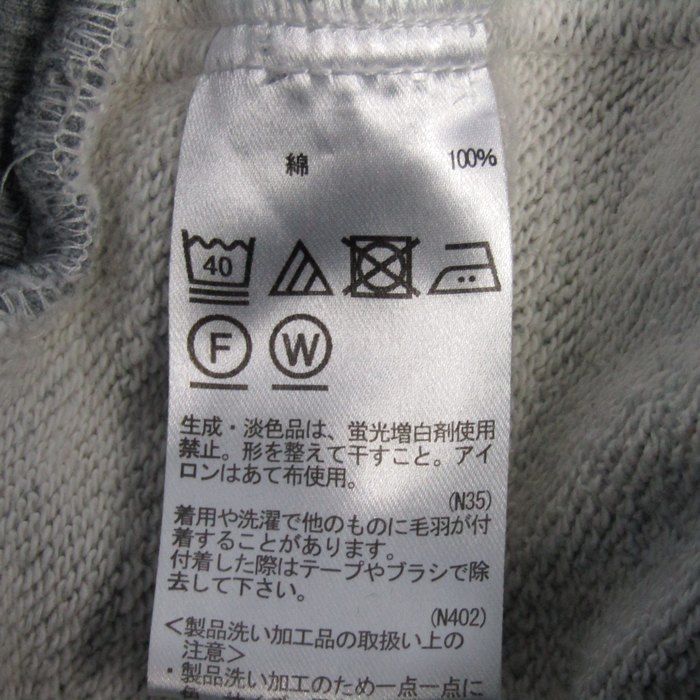 綿 100%
40
F W
生成・淡色品は、蛍光増白剤使用
禁止。形を整えて干すこと。アイ
ロンはあて布使用。
(N35)
着用や洗濯で他のものに毛羽が付
着することがあります。
付着した際はテープやブラシで除
去して下さい。
(N402)
<製品洗い加工品の取扱い上の
注意>
・製品洗い加工のため一点一点に